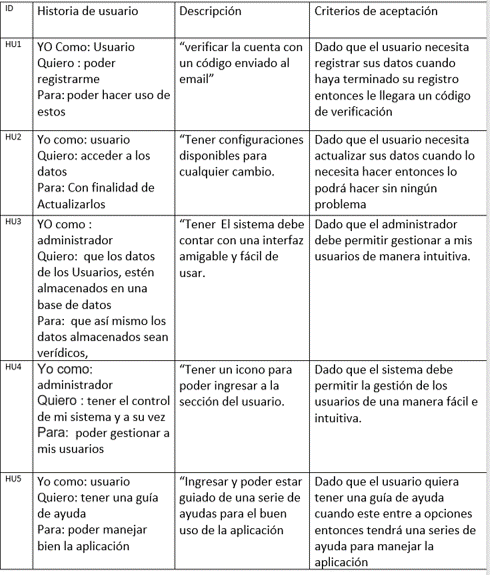 ID
Historia de usuario
Descripción
Criterios de aceptación
HU1
YO Como: Usuario
Quiero : poder
registrarme
Para: poder hacer uso de
estos
“verificar la cuenta con
un código enviado al
email”
Dado que el usuario necesita
registrar sus datos cuando
haya terminado su registro
entonces le llegara un código
de verificación
HU2
Yo como: usuario
Quiero: acceder a los
datos
Para: Con finalidad de
Actualizarlos
“Tener configuraciones
disponibles para
cualquier cambio.
Dado que el usuario necesita
actualizar sus datos cuando lo
necesita hacer entonces lo
podrá hacer sin ningún
problema
HU3
YO como :
administrador
Quiero:  que los datos
de los Usuarios, estén
almacenados en una
base de datos
Para:  que así mismo los
datos almacenados sean
verídicos,
“Tener  El sistema debe
contar con una interfaz
amigable y fácil de
usar.
Dado que el administrador
debe permitir gestionar a mis
usuarios de manera intuitiva.
HU4
Yo como:
administrador
Quiero : tener el control
de mi sistema y a su vez
Para:  poder gestionar a
mis usuarios
“Tener un icono para
poder ingresar a la
sección del usuario.
Dado que el sistema debe
permitir la gestión de los
usuarios de una manera fácil e
intuitiva.
HU5
Yo como: usuario
Quiero: tener una guía
de ayuda
Para: poder manejar
bien la aplicación
“Ingresar y poder estar
guiado de una serie de
ayudas para el buen
uso de la aplicación
Dado que el usuario quiera
tener una guía de ayuda
cuando este entre a opciones
entonces tendrá una series de
ayuda para manejar la
aplicación